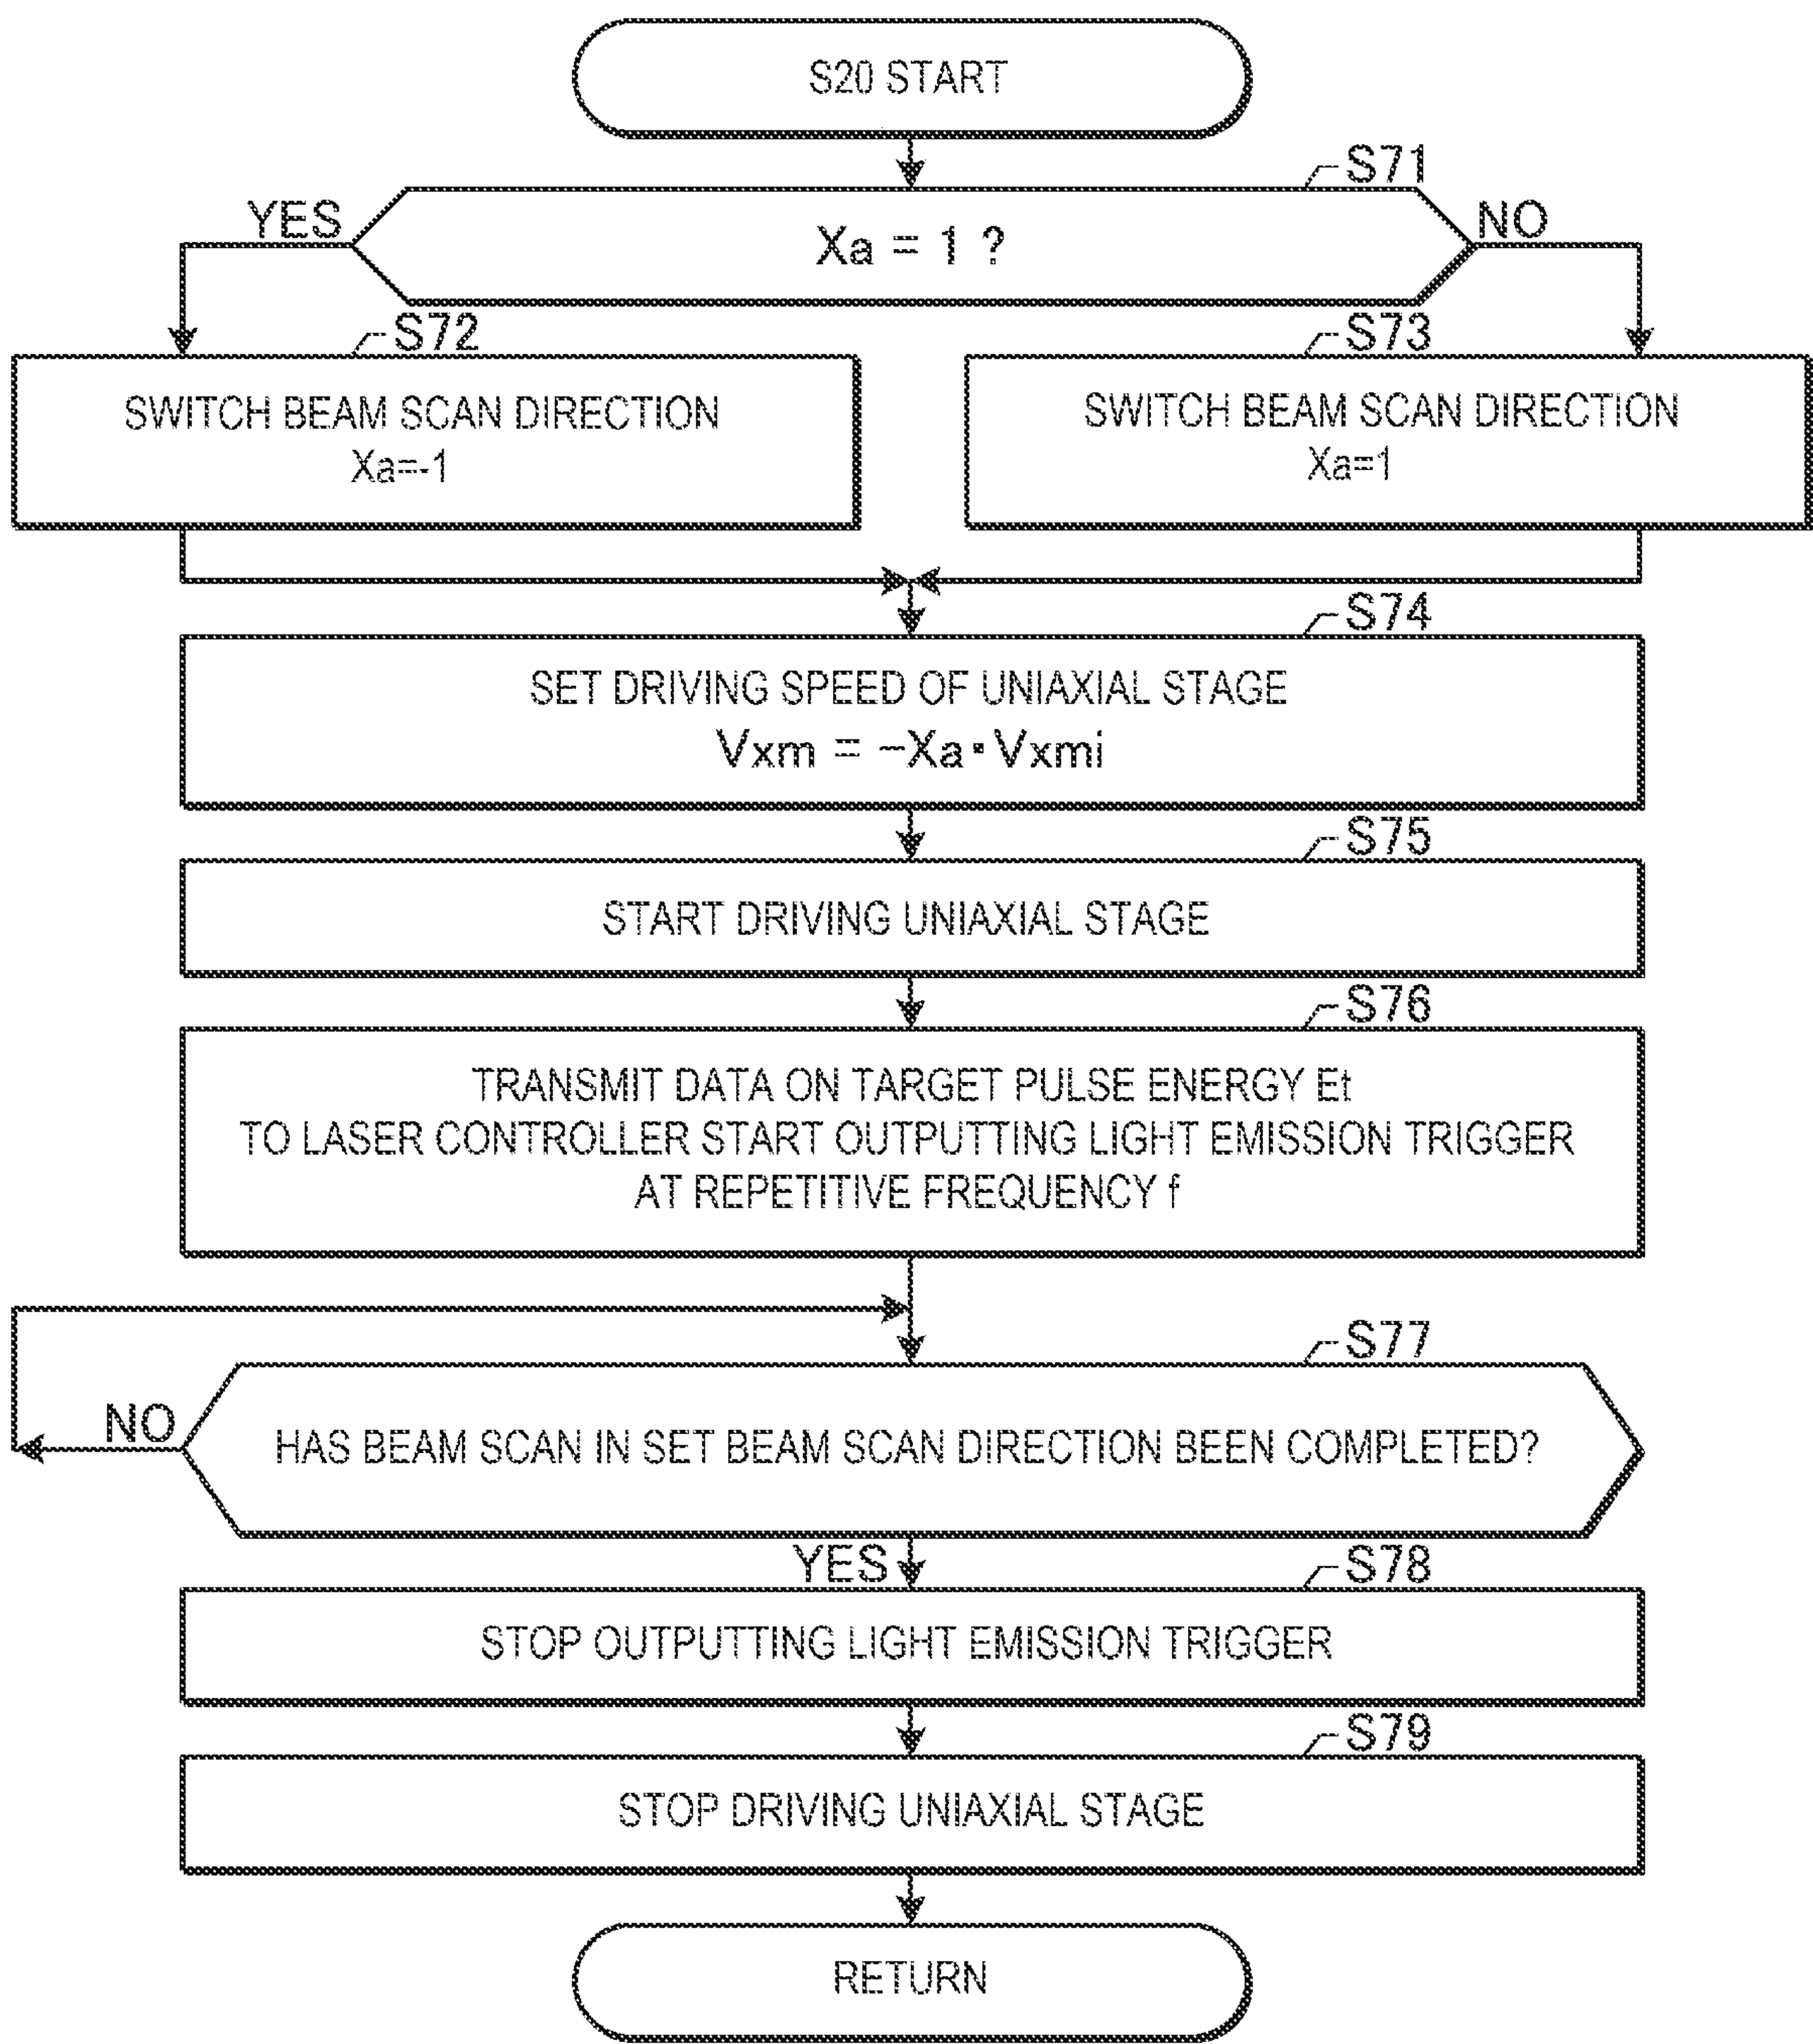 S20 START
S71
YES
NO
Xa = 1 ?
S72
SWITCH BEAM SCAN DIRECTION
Xa=-1
S73
SWITCH BEAM SCAN DIRECTION
Xa=1
S74
SET DRIVING SPEED OF UNIAXIAL STAGE
Vxm = −Xa・Vxmi
S75
START DRIVING UNIAXIAL STAGE
S76
TRANSMIT DATA ON TARGET PULSE ENERGY Et
TO LASER CONTROLLER START OUTPUTTING LIGHT EMISSION TRIGGER
AT REPETITIVE FREQUENCY f
S77
NO
HAS BEAM SCAN IN SET BEAM SCAN DIRECTION BEEN COMPLETED?
YES
S78
STOP OUTPUTTING LIGHT EMISSION TRIGGER
S79
STOP DRIVING UNIAXIAL STAGE
RETURN